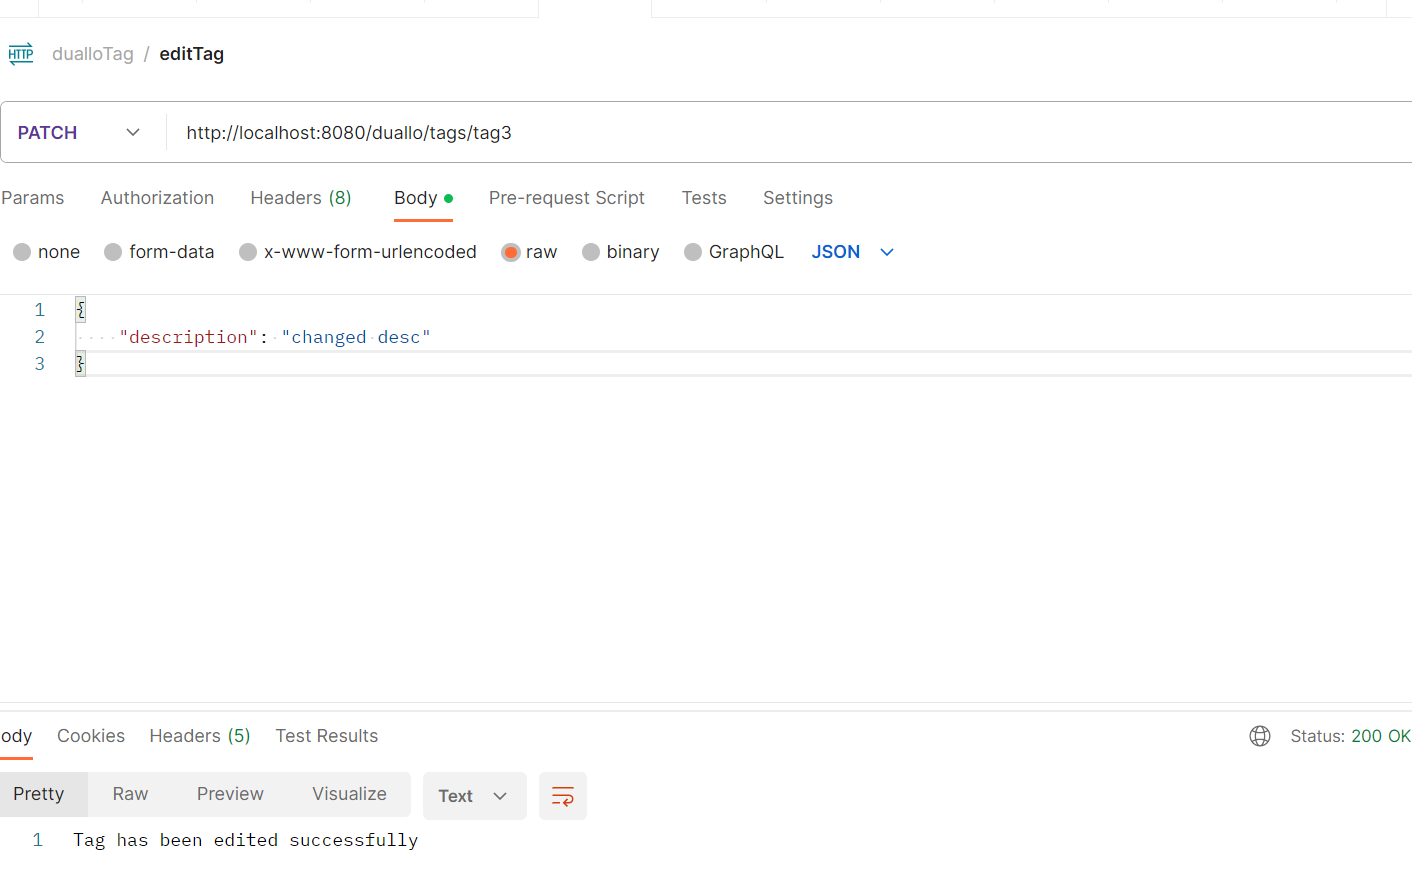 HTTP dualloTag / editTag
PATCH http://localhost:8080/duallo/tags/tag3
Params Authorization Headers (8) Body Pre-request Script Tests Settings
none form-data x-www-form-urlencoded raw binary GraphQL JSON
1 {
2 "description": "changed desc"
3 }
ody Cookies Headers (5) Test Results Status: 200 OK
Pretty Raw Preview Visualize Text
1 Tag has been edited successfully